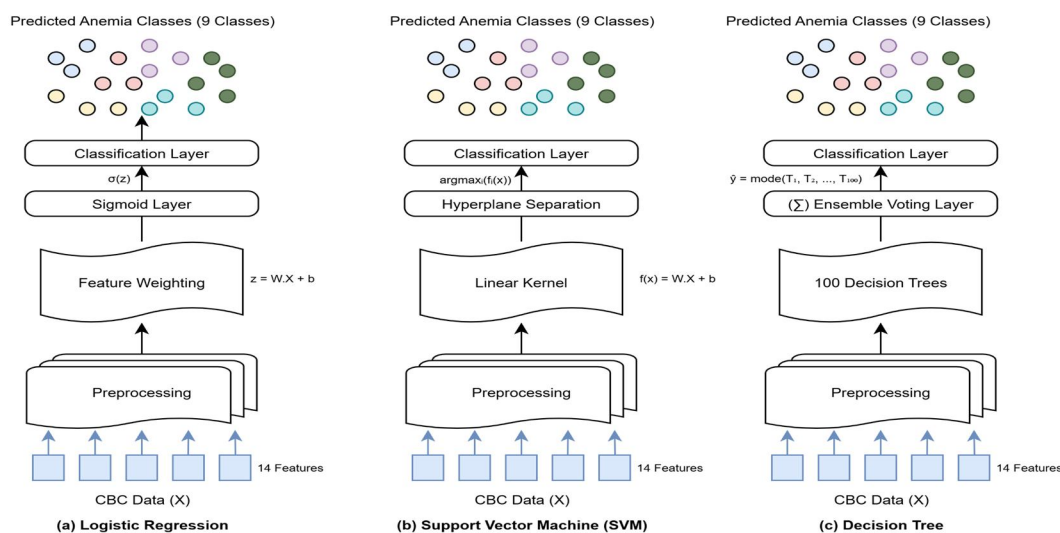 Predicted Anemia Classes (9 Classes)
Classification Layer
σ(z)
Sigmoid Layer
Feature Weighting
z = W.X + b
Preprocessing
14 Features
CBC Data (X)
(a) Logistic Regression
Predicted Anemia Classes (9 Classes)
Classification Layer
argmaxᵢ(fᵢ(x))
Hyperplane Separation
Linear Kernel
f(x) = W.X + b
Preprocessing
14 Features
CBC Data (X)
(b) Support Vector Machine (SVM)
Predicted Anemia Classes (9 Classes)
Classification Layer
ŷ = mode(T₁, T₂, ..., T₁₀₀)
(∑) Ensemble Voting Layer
100 Decision Trees
Preprocessing
14 Features
CBC Data (X)
(c) Decision Tree